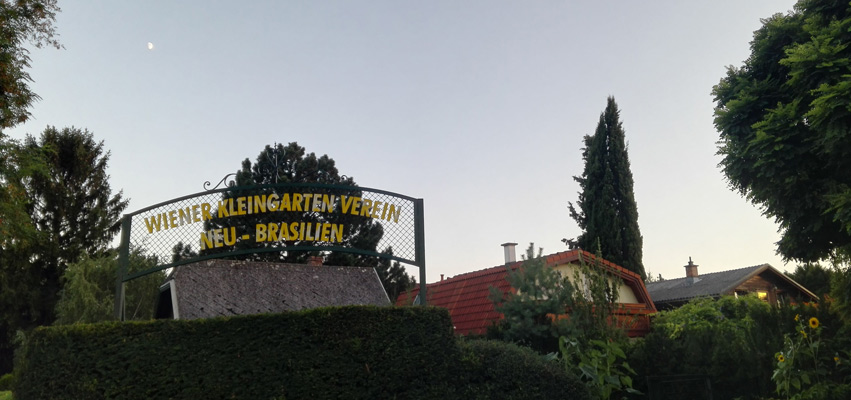 WIENER KLEINGARTEN VEREIN
NEU - BRASILIEN